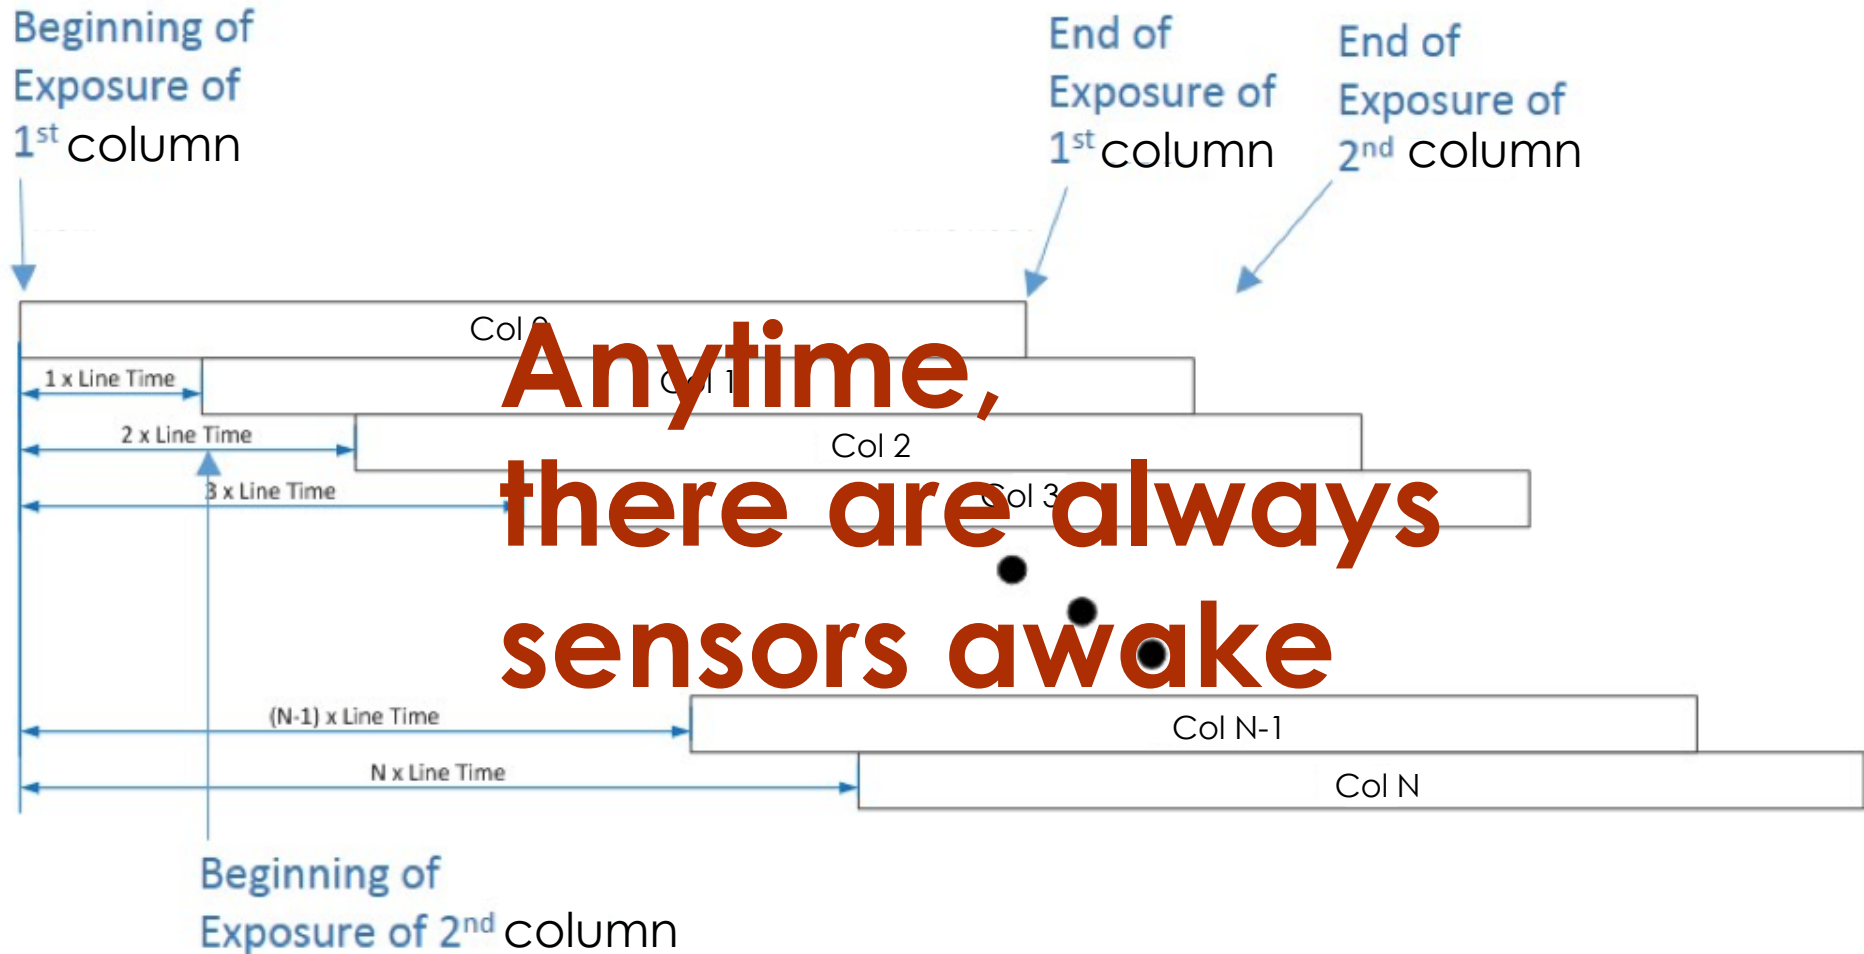 Beginning of
Exposure of
1st column
End of
Exposure of
1st column
End of
Exposure of
2nd column
Col 0
1 x Line Time
Col 1
2 x Line Time
Col 2
3 x Line Time
Col 3
Anytime,
there are always
sensors awake
(N-1) x Line Time
Col N-1
N x Line Time
Col N
Beginning of
Exposure of 2nd column